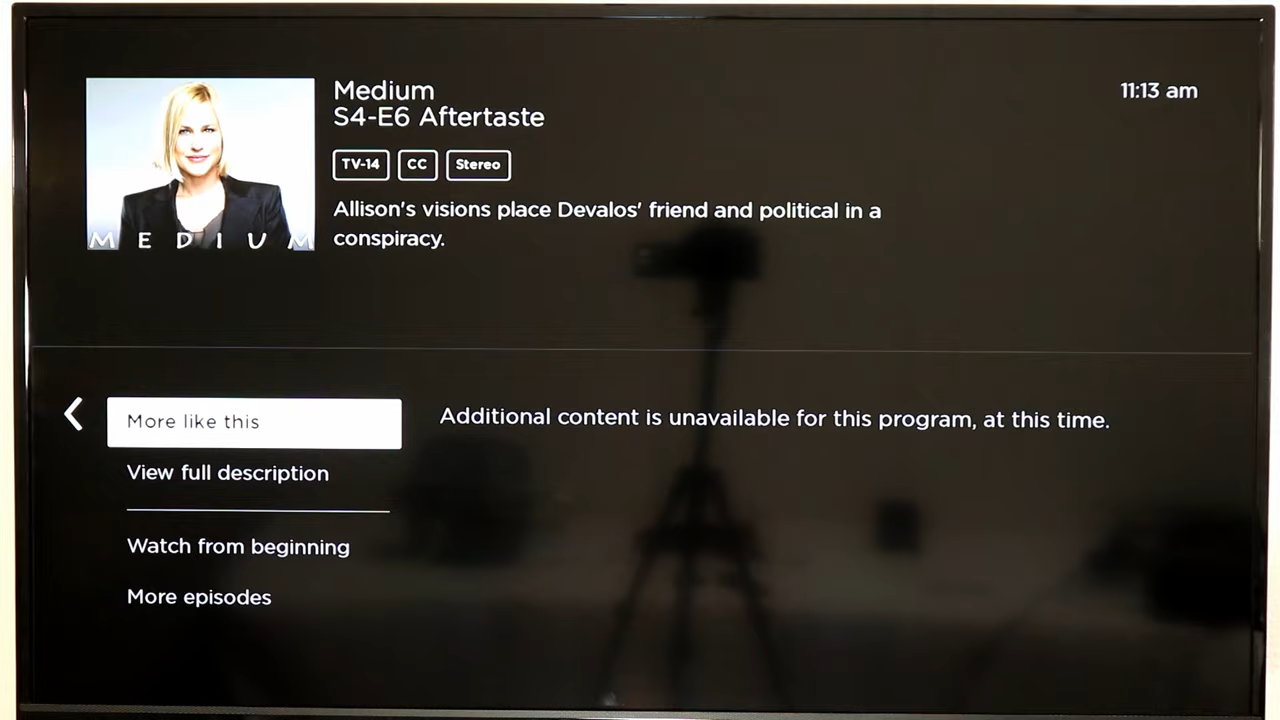 Medium
S4-E6 Aftertaste
11:13 am
TV-14 CC Stereo
Allison's visions place Devalos' friend and political in a
conspiracy.
MEDIUM
More like this
Additional content is unavailable for this program, at this time.
View full description
Watch from beginning
More episodes